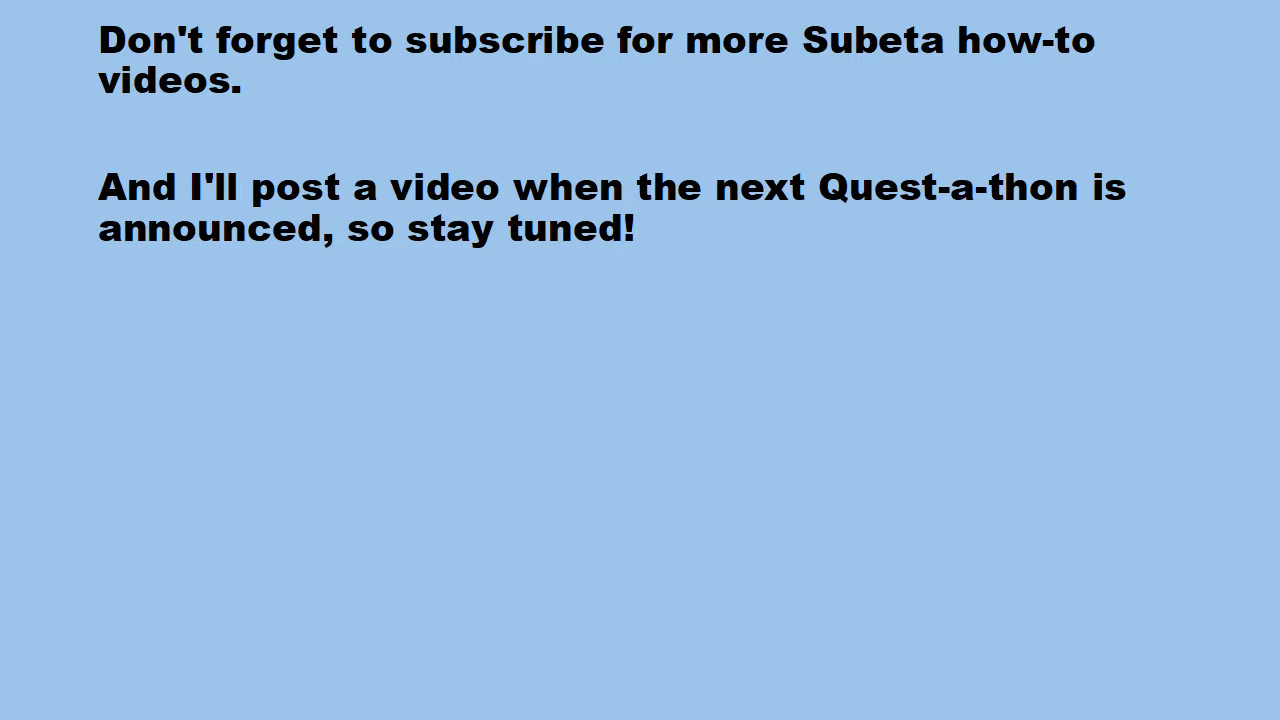 Don't forget to subscribe for more Subeta how-to
videos.
And I'll post a video when the next Quest-a-thon is
announced, so stay tuned!